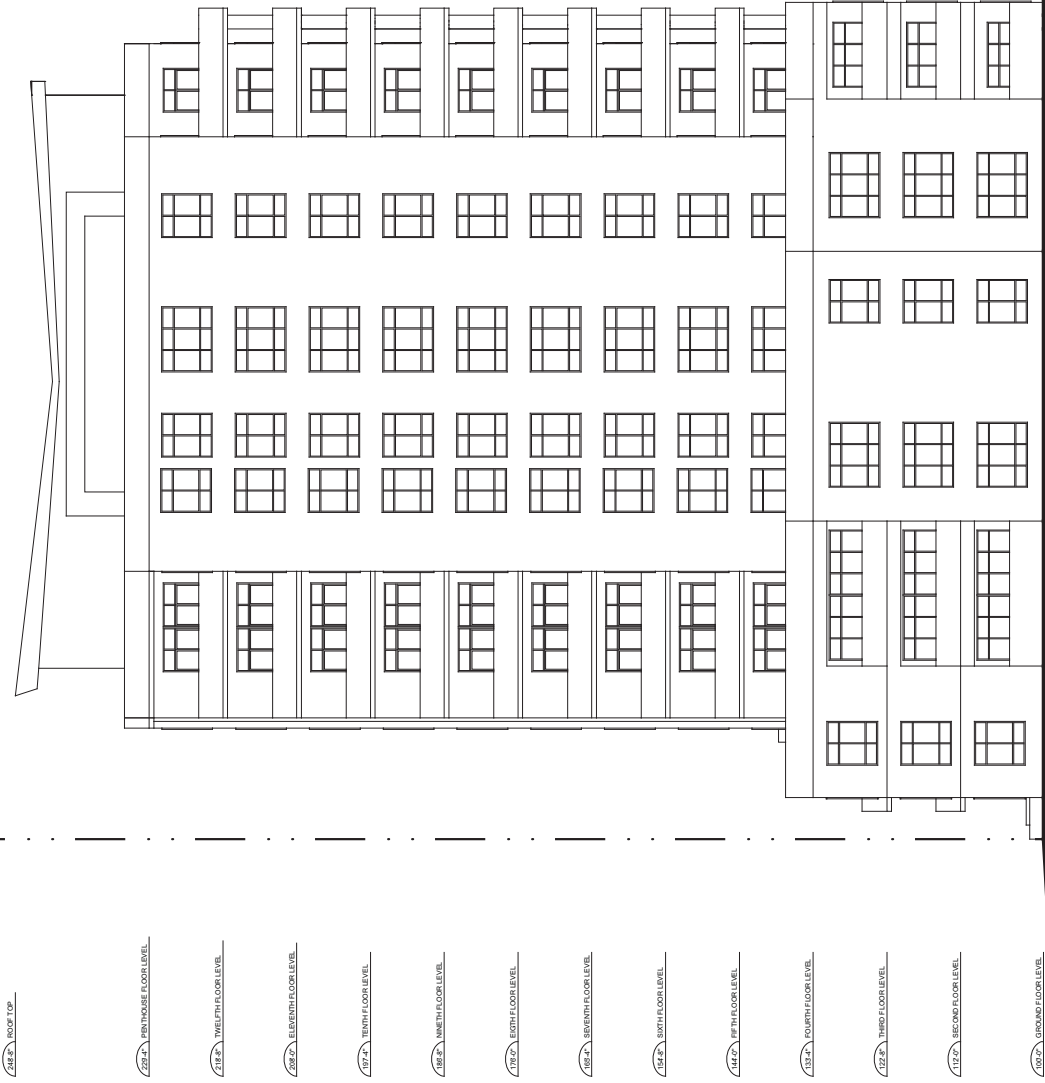 248'-8" ROOF TOP
229'-4" PENTHOUSE FLOOR LEVEL
218'-8" TWELFTH FLOOR LEVEL
208'-0" ELEVENTH FLOOR LEVEL
197'-4" TENTH FLOOR LEVEL
186'-8" NINETH FLOOR LEVEL
176'-0" EIGTH FLOOR LEVEL
165'-4" SEVENTH FLOOR LEVEL
154'-8" SIXTH FLOOR LEVEL
144'-0" FIFTH FLOOR LEVEL
133'-4" FOURTH FLOOR LEVEL
122'-8" THIRD FLOOR LEVEL
112'-0" SECOND FLOOR LEVEL
100'-0" GROUND FLOOR LEVEL